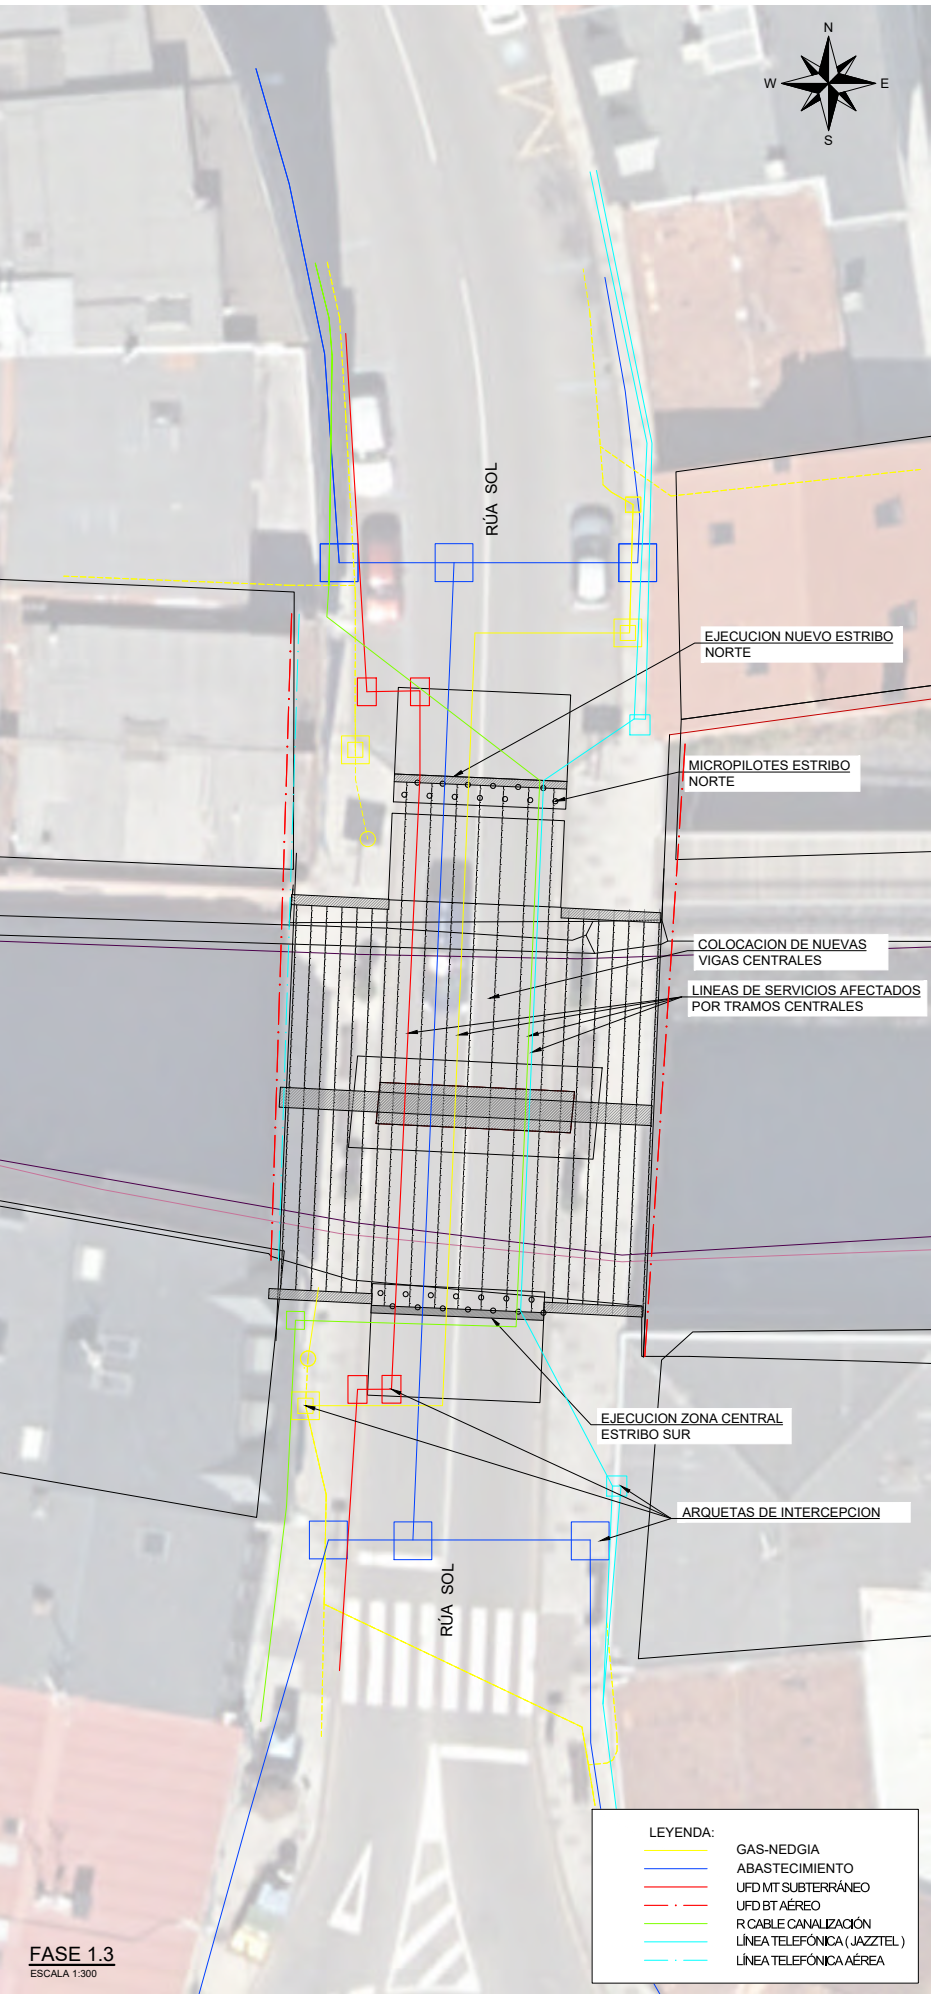 N
W
E
S
RÚA SOL
EJECUCION NUEVO ESTRIBO
NORTE
MICROPILOTES ESTRIBO
NORTE
COLOCACION DE NUEVAS
VIGAS CENTRALES
LINEAS DE SERVICIOS AFECTADOS
POR TRAMOS CENTRALES
EJECUCION ZONA CENTRAL
ESTRIBO SUR
ARQUETAS DE INTERCEPCION
RÚA SOL
LEYENDA:
GAS-NEDGIA
ABASTECIMIENTO
UFD MT SUBTERRÁNEO
UFD BT AÉREO
R CABLE CANALIZACIÓN
LÍNEA TELEFÓNICA ( JAZZTEL )
LÍNEA TELEFÓNICA AÉREA
FASE 1.3
ESCALA 1:300